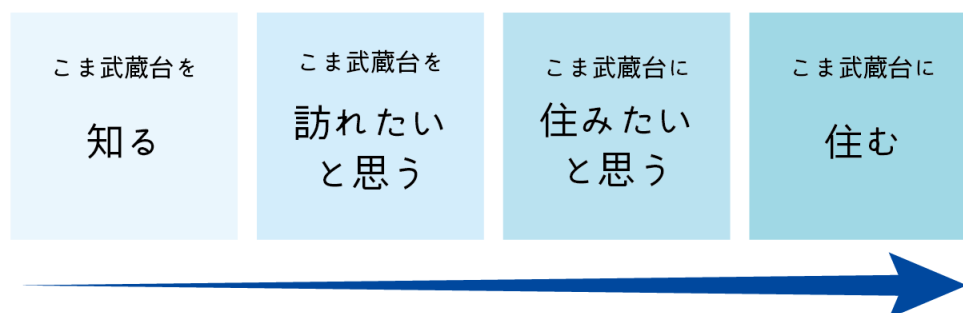 こま武蔵台を
知る
こま武蔵台を
訪れたい
と思う
こま武蔵台に
住みたい
と思う
こま武蔵台に
住む